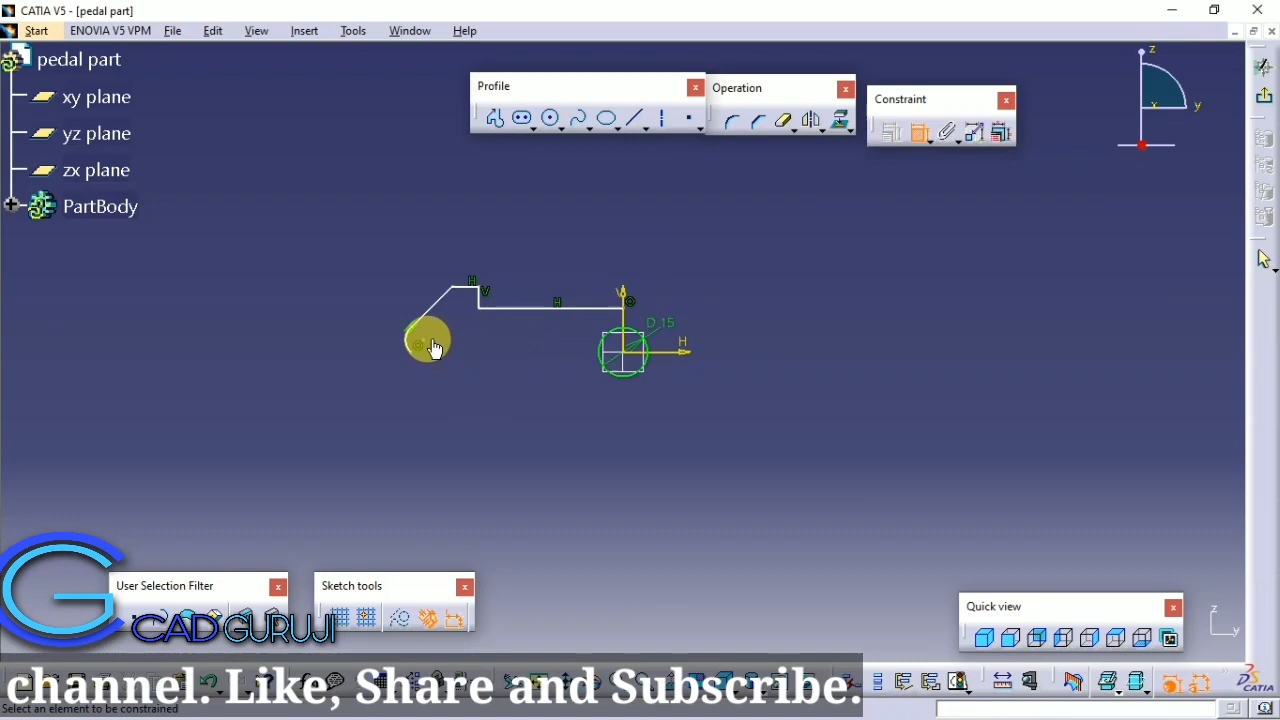 CATIA V5 - [pedal part]
Start ENOVIA V5 VPM File Edit View Insert Tools Window Help
pedal part
xy plane
yz plane
zx plane
PartBody
Profile
Operation
Constraint
z
x
y
H
V
H
V
D 15
H
User Selection Filter
Sketch tools
Quick view
z
y
CAD GURUJI
channel. Like, Share and Subscribe.
Select an element to be constrained
CATIA